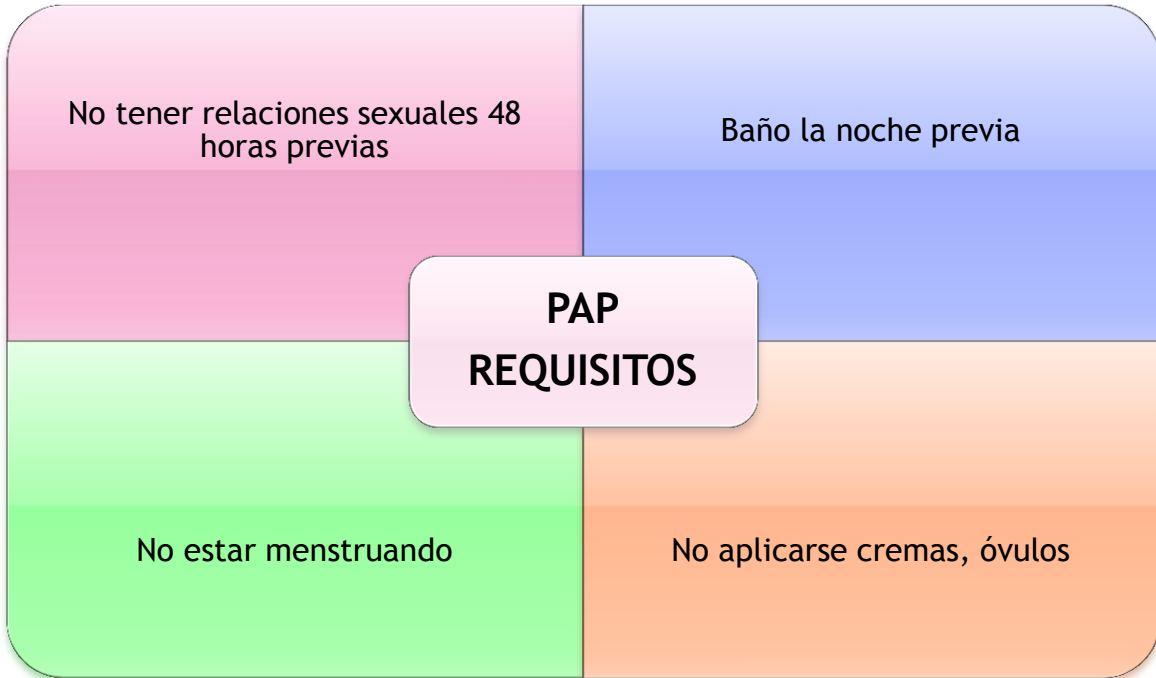 No tener relaciones sexuales 48
horas previas
Baño la noche previa
PAP
REQUISITOS
No estar menstruando
No aplicarse cremas, óvulos